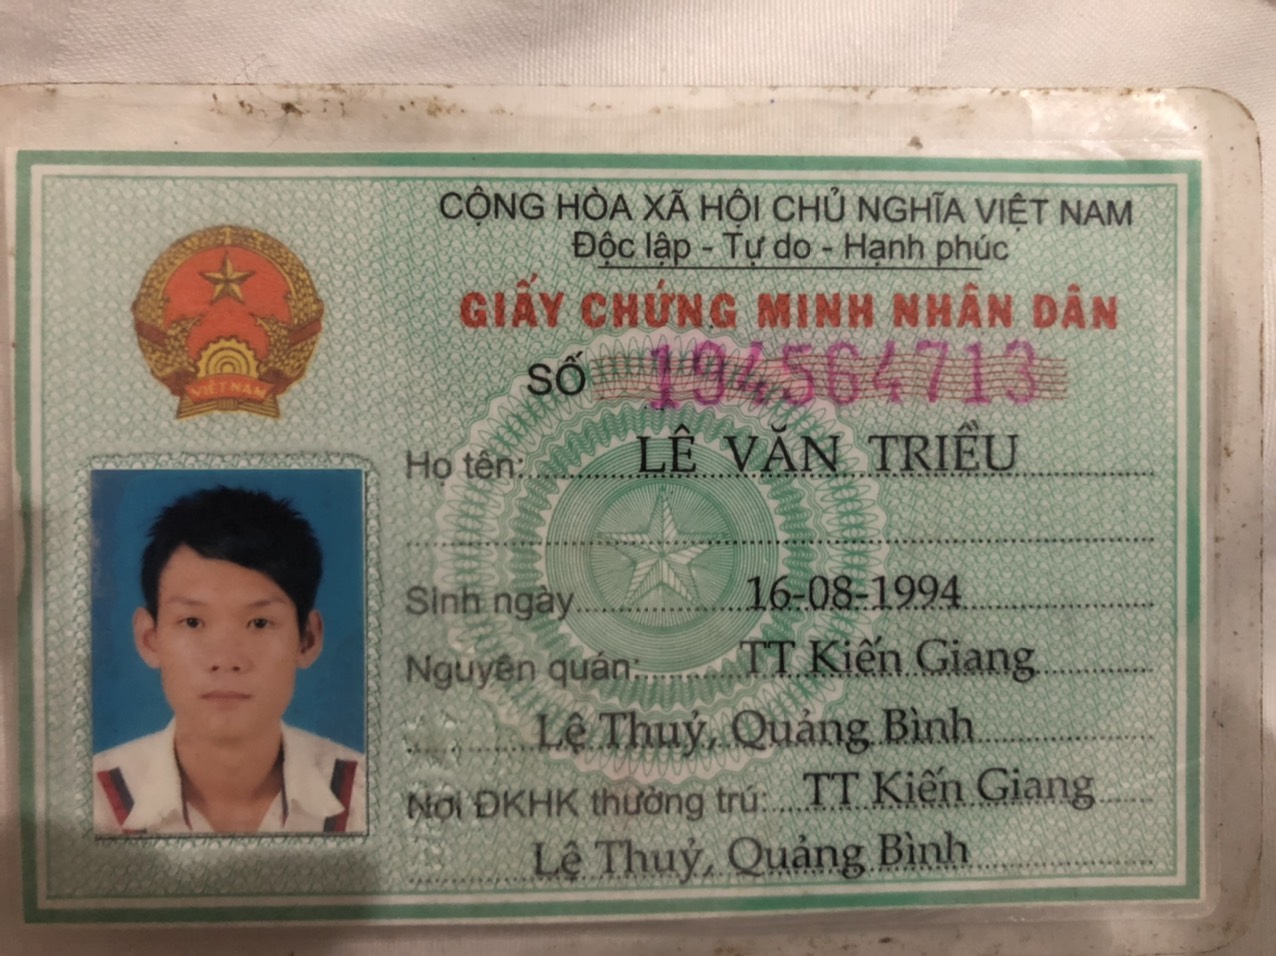 CỘNG HÒA XÃ HỘI CHỦ NGHĨA VIỆT NAM
Độc lập - Tự do - Hạnh phúc
GIẤY CHỨNG MINH NHÂN DÂN
VIỆT NAM
SỐ 194564713
Họ tên: LÊ VĂN TRIỀU
Sinh ngày 16-08-1994
Nguyên quán: TT Kiến Giang
Lệ Thuỷ, Quảng Bình
Nơi ĐKHK thường trú: TT Kiến Giang
Lệ Thuỷ, Quảng Bình